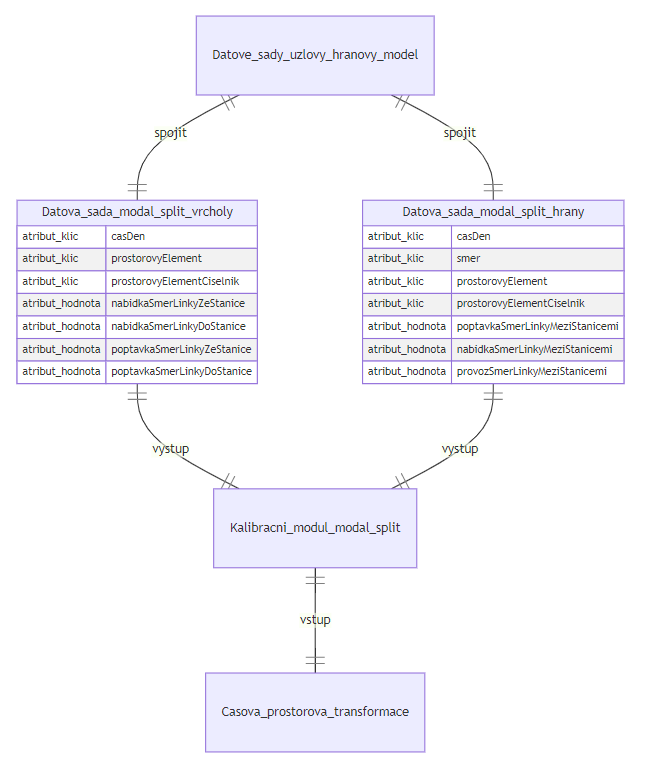 Datove_sady_uzlovy_hranovy_model
spojit
spojit
Datova_sada_modal_split_vrcholy
atribut_klic casDen
atribut_klic prostorovyElement
atribut_klic prostorovyElementCiselnik
atribut_hodnota nabidkaSmerLinkyZeStanice
atribut_hodnota nabidkaSmerLinkyDoStanice
atribut_hodnota poptavkaSmerLinkyZeStanice
atribut_hodnota poptavkaSmerLinkyDoStanice
Datova_sada_modal_split_hrany
atribut_klic casDen
atribut_klic smer
atribut_klic prostorovyElement
atribut_klic prostorovyElementCiselnik
atribut_hodnota poptavkaSmerLinkyMeziStanicemi
atribut_hodnota nabidkaSmerLinkyMeziStanicemi
atribut_hodnota provozSmerLinkyMeziStanicemi
vystup
vystup
Kalibracni_modul_modal_split
vstup
Casova_prostorova_transformace